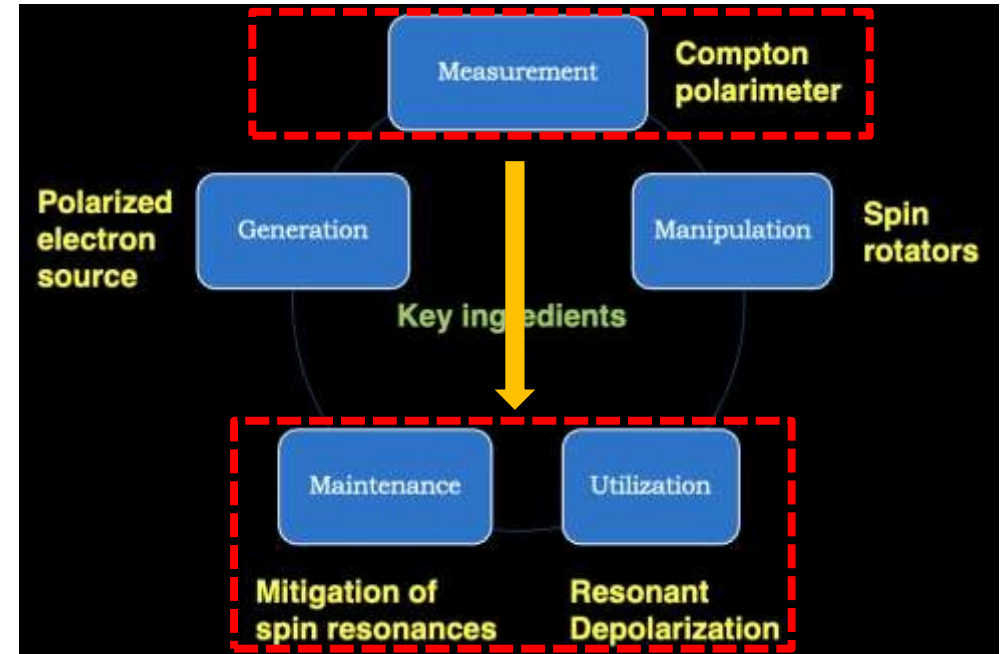 Measurement
Compton
polarimeter
Polarized
electron
source
Generation
Manipulation
Spin
rotators
Key ingredients
Maintenance
Utilization
Mitigation of
spin resonances
Resonant
Depolarization